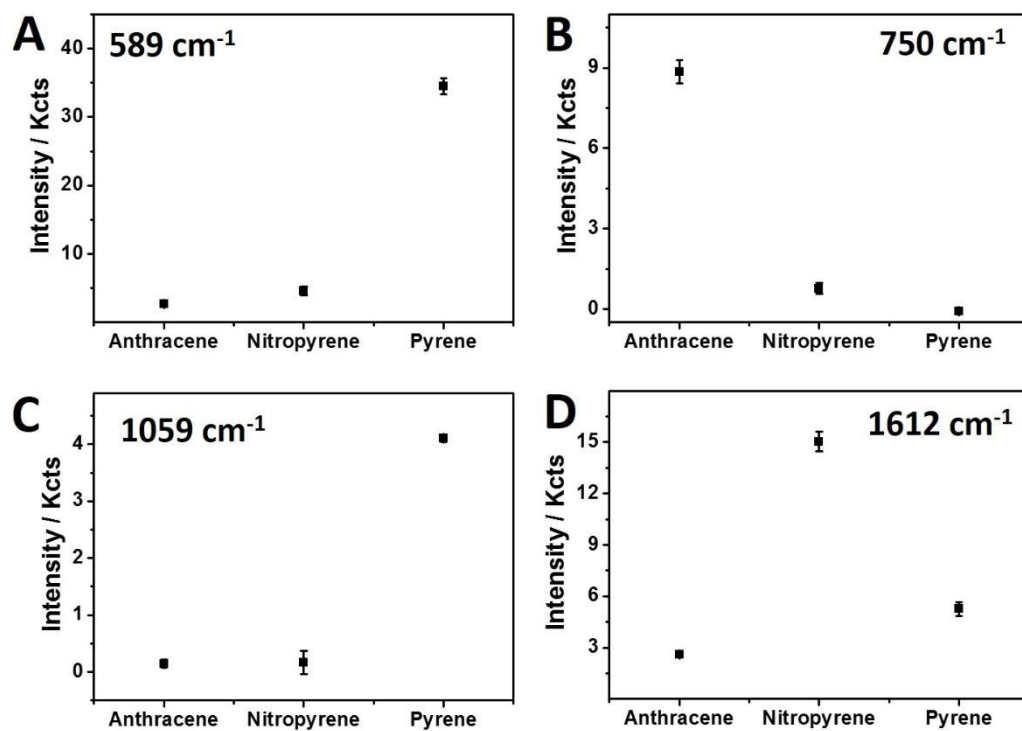 A
589 cm⁻¹
Intensity / Kcts
40
30
20
10
Anthracene Nitropyrene Pyrene
B
750 cm⁻¹
Intensity / Kcts
9
6
3
0
Anthracene Nitropyrene Pyrene
C
1059 cm⁻¹
Intensity / Kcts
4
3
2
1
0
Anthracene Nitropyrene Pyrene
D
1612 cm⁻¹
Intensity / Kcts
15
12
9
6
3
Anthracene Nitropyrene Pyrene